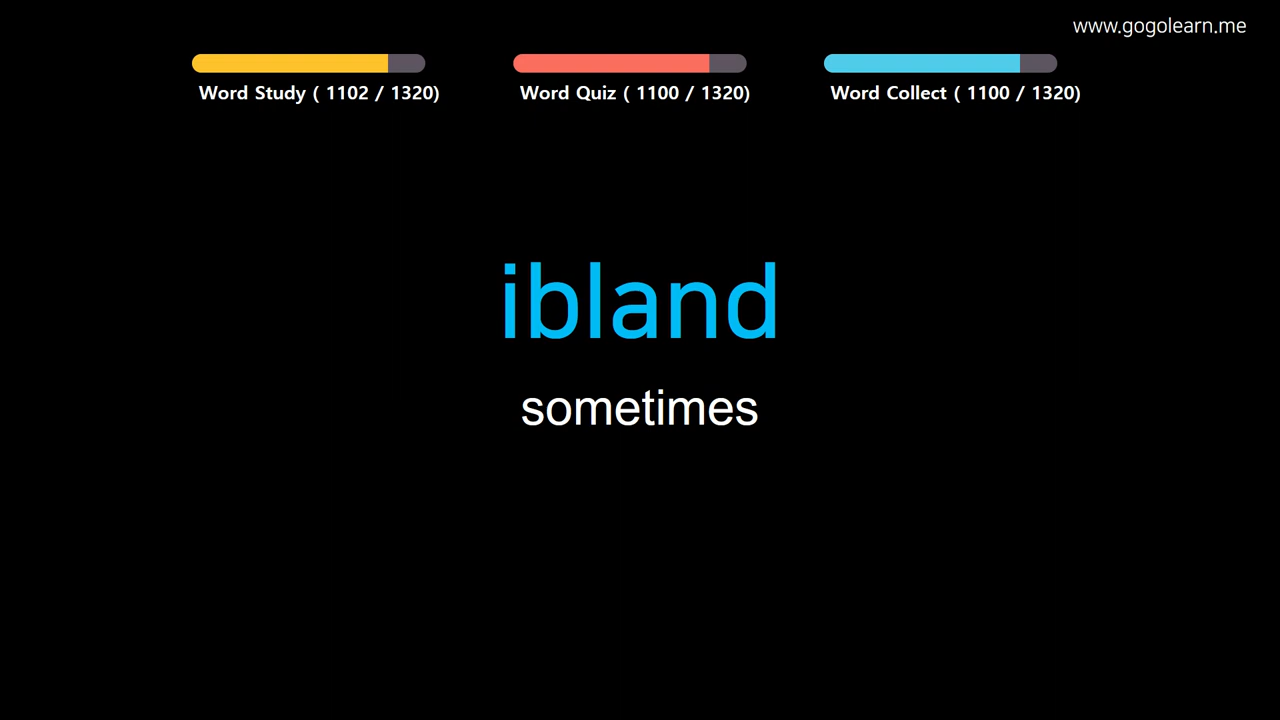 www.gogolearn.me
Word Study ( 1102 / 1320)
Word Quiz ( 1100 / 1320)
Word Collect ( 1100 / 1320)
ibland
sometimes